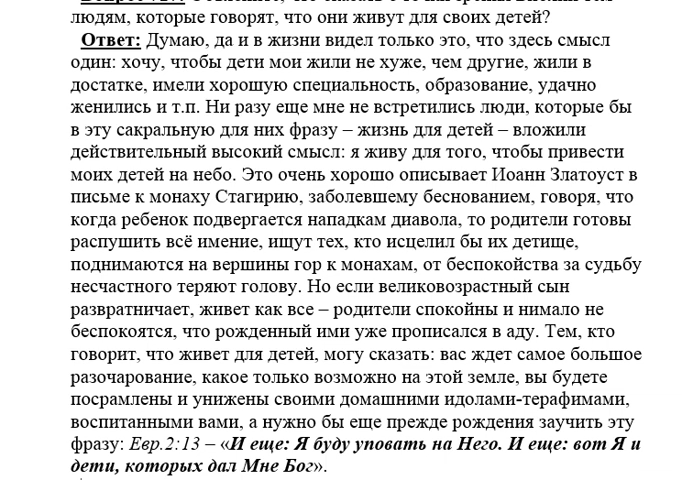 людям, которые говорят, что они живут для своих детей?
Ответ: Думаю, да и в жизни видел только это, что здесь смысл
один: хочу, чтобы дети мои жили не хуже, чем другие, жили в
достатке, имели хорошую специальность, образование, удачно
женились и т.п. Ни разу еще мне не встретились люди, которые бы
в эту сакральную для них фразу – жизнь для детей – вложили
действительный высокий смысл: я живу для того, чтобы привести
моих детей на небо. Это очень хорошо описывает Иоанн Златоуст в
письме к монаху Стагирию, заболевшему беснованием, говоря, что
когда ребенок подвергается нападкам диавола, то родители готовы
распушить всё имение, ищут тех, кто исцелил бы их детище,
поднимаются на вершины гор к монахам, от беспокойства за судьбу
несчастного теряют голову. Но если великовозрастный сын
развратничает, живет как все – родители спокойны и нимало не
беспокоятся, что рожденный ими уже прописался в аду. Тем, кто
говорит, что живет для детей, могу сказать: вас ждет самое большое
разочарование, какое только возможно на этой земле, вы будете
посрамлены и унижены своими домашними идолами-терафимами,
воспитанными вами, а нужно бы еще прежде рождения заучить эту
фразу: Евр.2:13 – «И еще: Я буду уповать на Него. И еще: вот Я и
дети, которых дал Мне Бог».